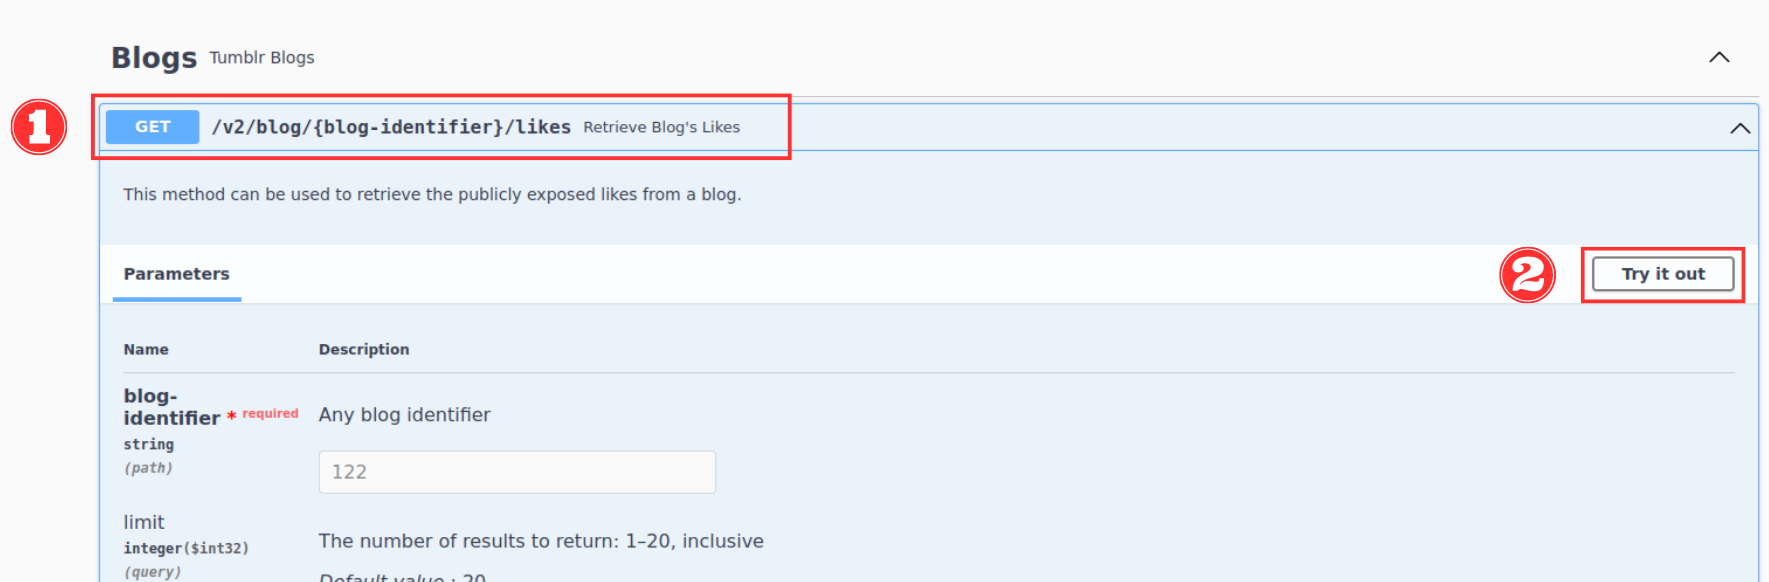 Blogs Tumblr Blogs
1
GET /v2/blog/{blog-identifier}/likes Retrieve Blog's Likes
This method can be used to retrieve the publicly exposed likes from a blog.
Parameters
2
Try it out
Name Description
blog-
identifier * required
Any blog identifier
string
(path)
122
limit
integer($int32)
The number of results to return: 1–20, inclusive
(query)
Default value : 20